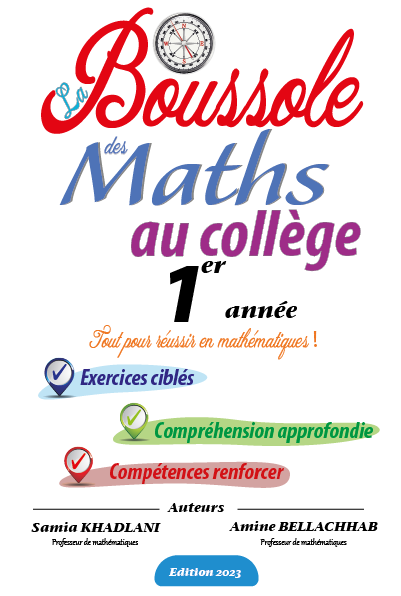 La Boussole
des
Maths
au collège
1er année
Tout pour réussir en mathématiques !
Exercices ciblés
Compréhension approfondie
Compétences renforcer
Auteurs
Samia KHADLANI
Professeur de mathématiques
Amine BELLACHHAB
Professeur de mathématiques
Edition 2023